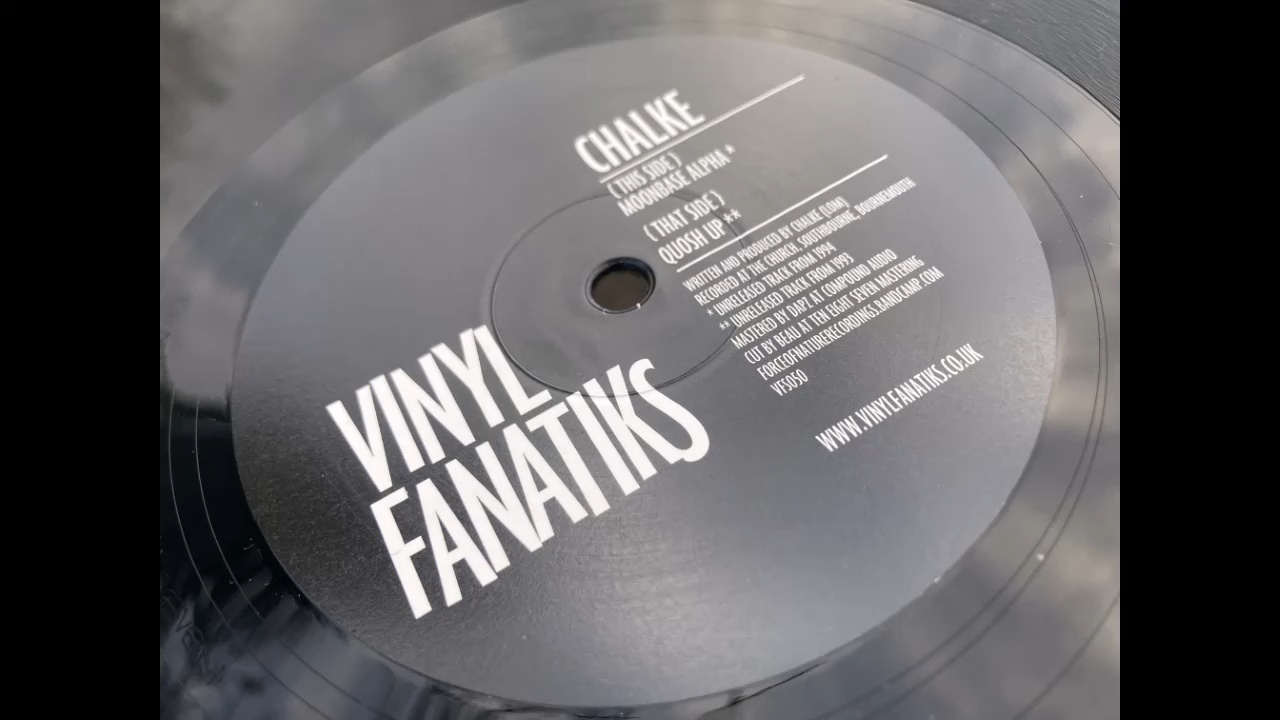 CHALKE
(THIS SIDE)
MOONBASE ALPHA *
(THAT SIDE)
QUOSH UP **
WRITTEN AND PRODUCED BY CHALKE (LOM)
RECORDED AT THE CHURCH, SOUTHBOURNE, BOURNEMOUTH
* UNRELEASED TRACK FROM 1994
** UNRELEASED TRACK FROM 1993
MASTERED BY DAPZ AT COMPOUND AUDIO
CUT BY BEAU AT TEN EIGHT SEVEN MASTERING
FORCEOFNATURERECORDINGS.BANDCAMP.COM
VFS050
WWW.VINYLFANATIKS.CO.UK
VINYL
FANATIKS